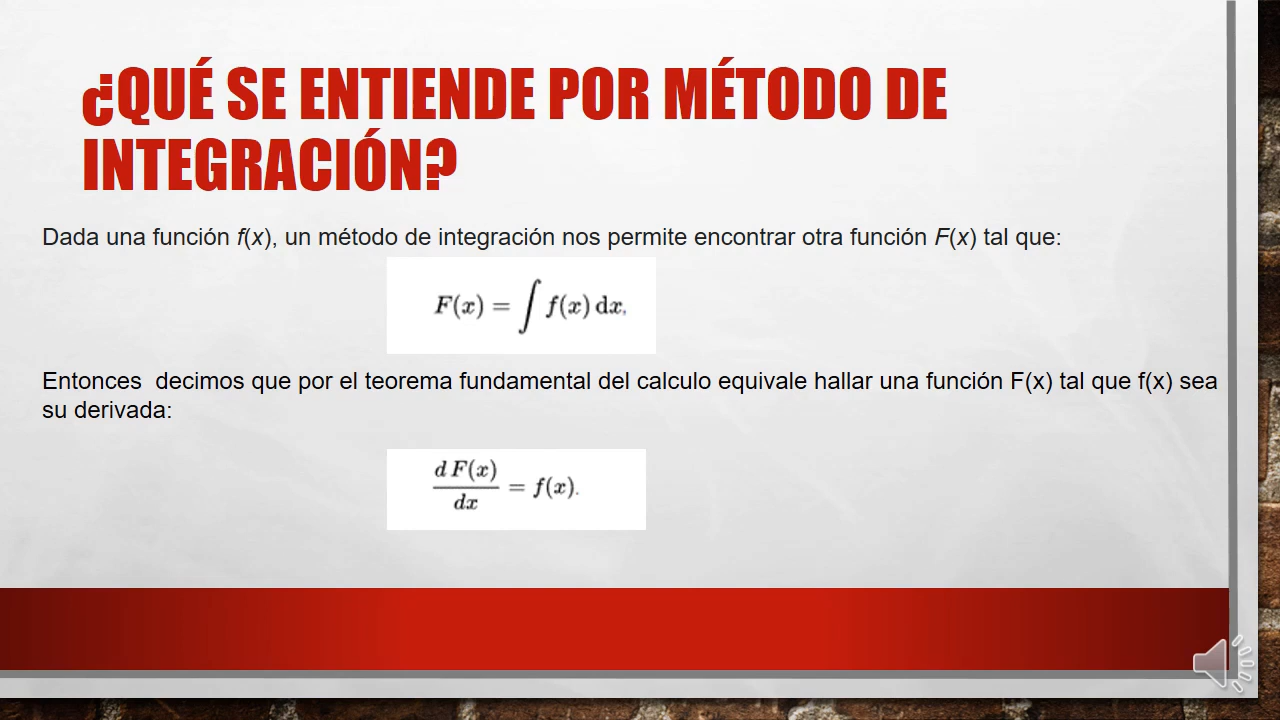 ¿QUÉ SE ENTIENDE POR MÉTODO DE
INTEGRACIÓN?
Dada una función f(x), un método de integración nos permite encontrar otra función F(x) tal que:
F(x) = ∫ f(x) dx,
Entonces  decimos que por el teorema fundamental del calculo equivale hallar una función F(x) tal que f(x) sea
su derivada:
d F(x)
dx
= f(x).